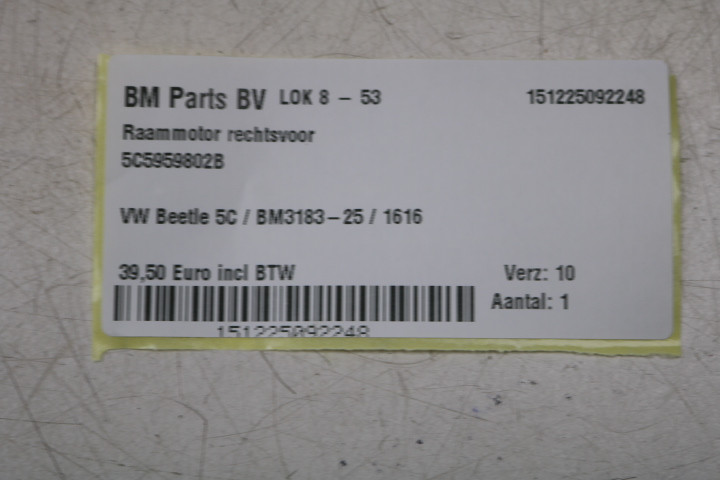 BM Parts BV LOK 8 - 53 151225092248
Raammotor rechtsvoor
5C5959802B
VW Beetle 5C / BM3183-25 / 1616
39,50 Euro incl BTW Verz: 10
Aantal: 1
151225092248